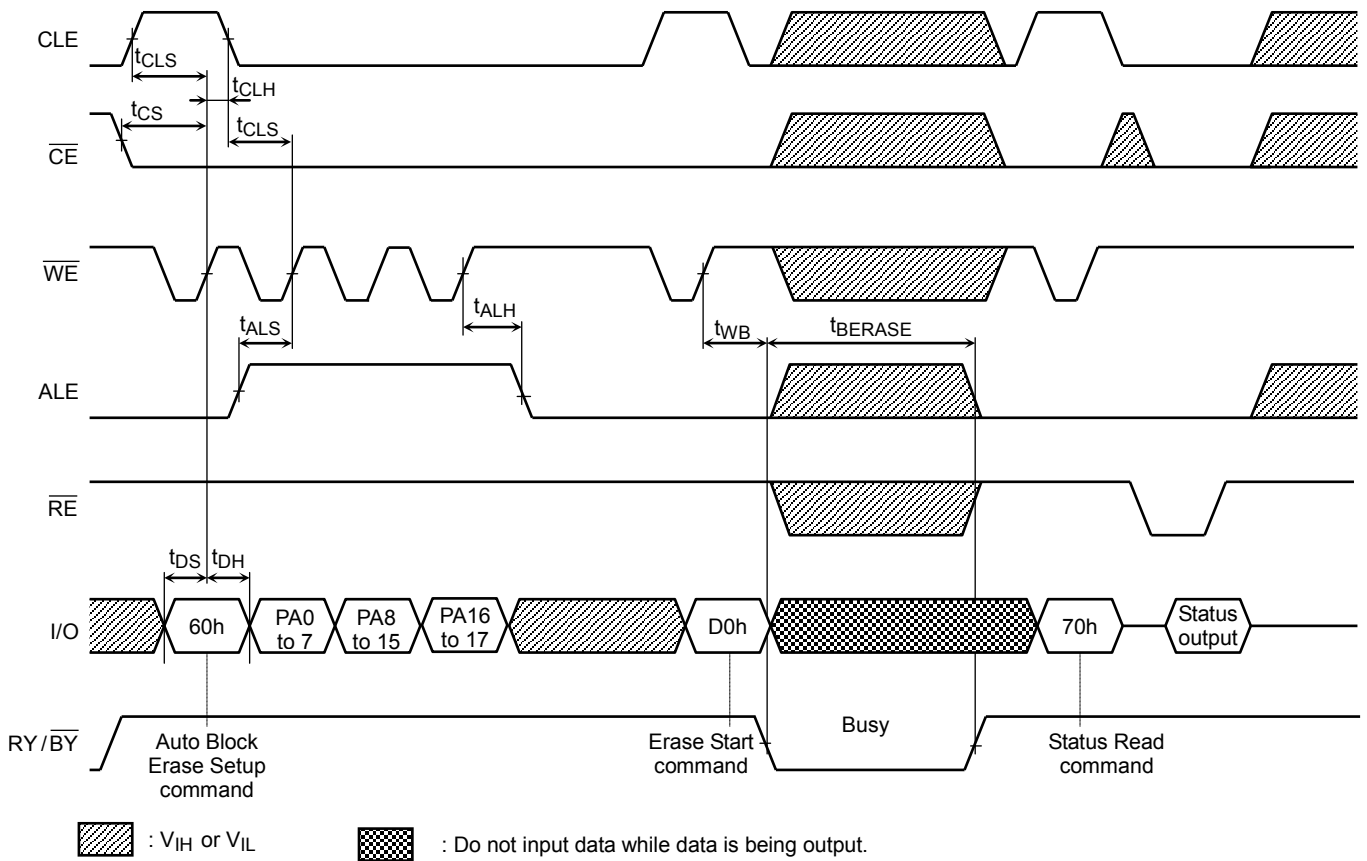 CLE
tCLS
tCLH
tCS
tCLS
CE
WE
tALS
tALH
tWB
tBERASE
ALE
RE
tDS
tDH
I/O
60h
PA0
to 7
PA8
to 15
PA16
to 17
D0h
70h
Status
output
RY/BY
Busy
Auto Block
Erase Setup
command
Erase Start
command
Status Read
command
: VIH or VIL
: Do not input data while data is being output.